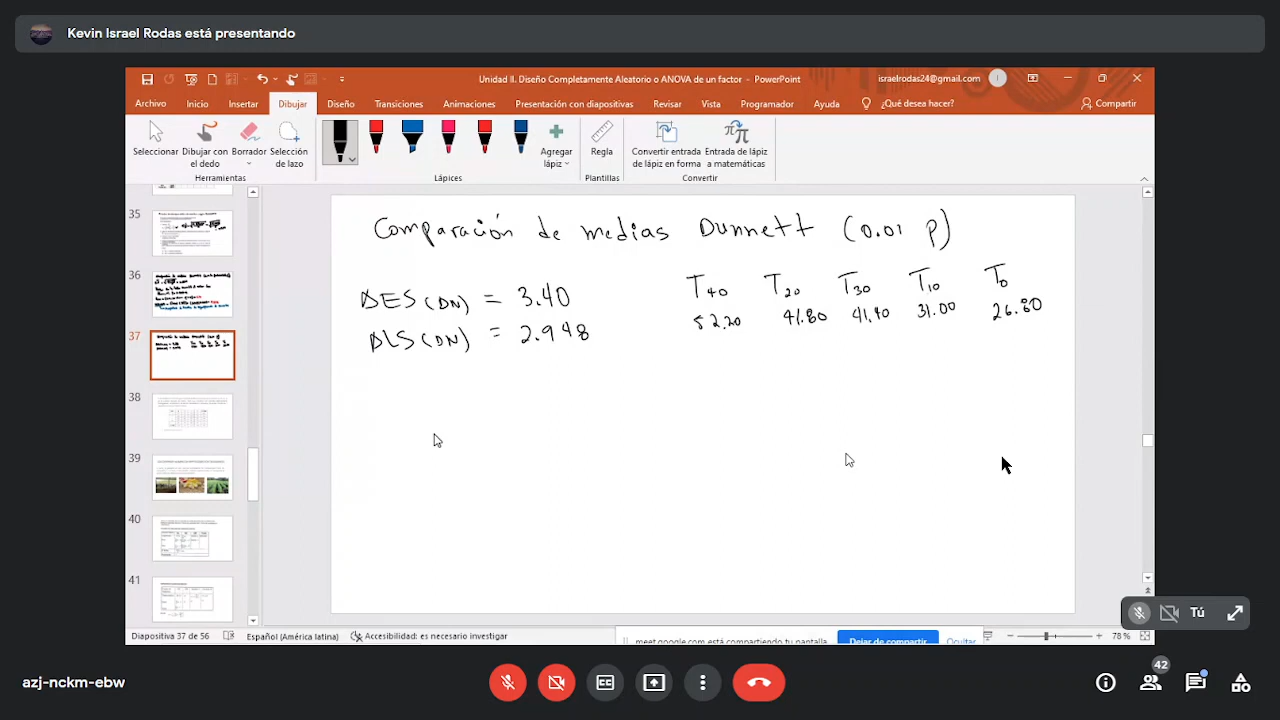 Kevin Israel Rodas está presentando
Unidad II. Diseño Completamente Aleatorio o ANOVA de un factor - PowerPoint
israelrodas24@gmail.com
I
Archivo Inicio Insertar Dibujar Diseño Transiciones Animaciones Presentación con diapositivas Revisar Vista Programador Ayuda ¿Qué desea hacer? Compartir
Seleccionar Dibujar con el dedo Borrador Selección de lazo Agregar lápiz Regla Convertir entrada de lápiz en forma Entrada de lápiz a matemáticas
Herramientas Lápices Plantillas Convertir
35
36
37
38
39
40
41
Comparación de medias Dunnett (0.01 p)
DES(DN) = 3.40
DLS(DN) = 2.948
T40 T20 T30 T10 T0
52.20 41.80 41.40 31.00 26.80
Tú
Diapositiva 37 de 56 Español (América latina) Accesibilidad: es necesario investigar
meet.google.com está compartiendo tu pantalla. Dejar de compartir Ocultar
78 %
azj-nckm-ebw
42